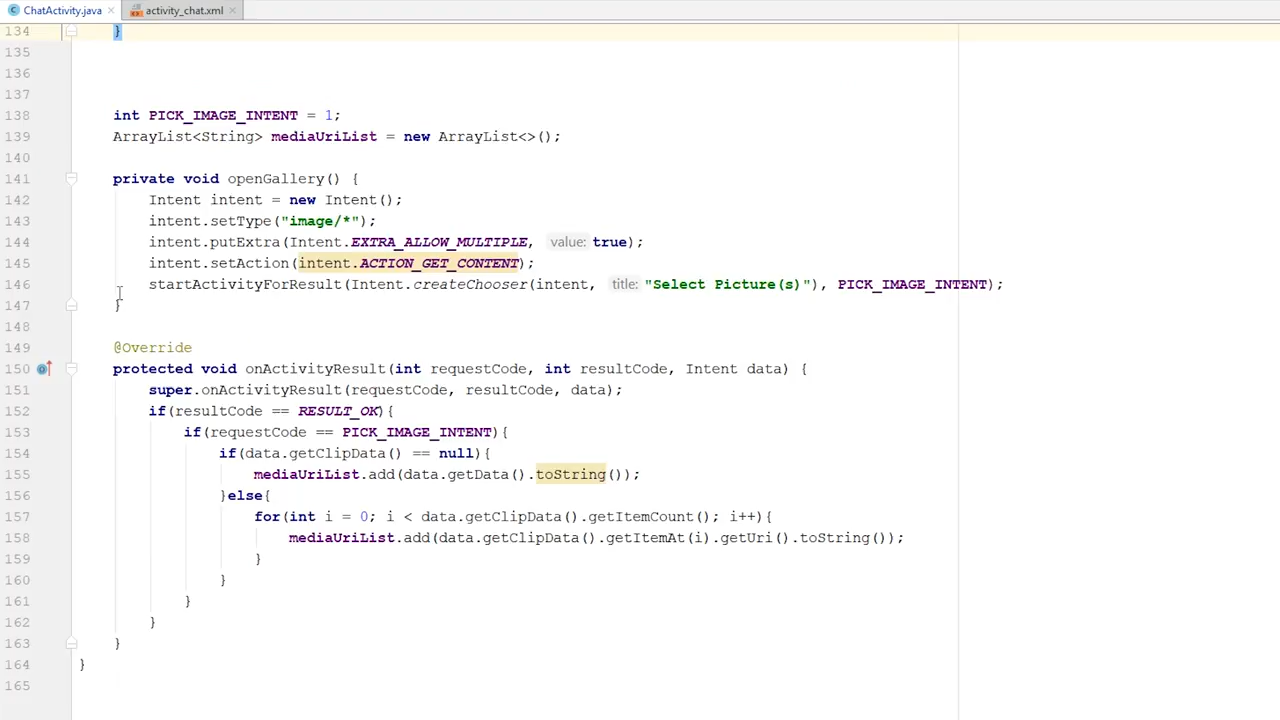 ChatActivity.java
activity_chat.xml
134 }
135
136
137
138 int PICK_IMAGE_INTENT = 1;
139 ArrayList<String> mediaUriList = new ArrayList<>();
140
141 private void openGallery() {
142 Intent intent = new Intent();
143 intent.setType("image/*");
144 intent.putExtra(Intent.EXTRA_ALLOW_MULTIPLE, value: true);
145 intent.setAction(intent.ACTION_GET_CONTENT);
146 startActivityForResult(Intent.createChooser(intent, title: "Select Picture(s)"), PICK_IMAGE_INTENT);
147 }
148
149 @Override
150 protected void onActivityResult(int requestCode, int resultCode, Intent data) {
151 super.onActivityResult(requestCode, resultCode, data);
152 if(resultCode == RESULT_OK){
153 if(requestCode == PICK_IMAGE_INTENT){
154 if(data.getClipData() == null){
155 mediaUriList.add(data.getData().toString());
156 }else{
157 for(int i = 0; i < data.getClipData().getItemCount(); i++){
158 mediaUriList.add(data.getClipData().getItemAt(i).getUri().toString());
159 }
160 }
161 }
162 }
163 }
164 }
165